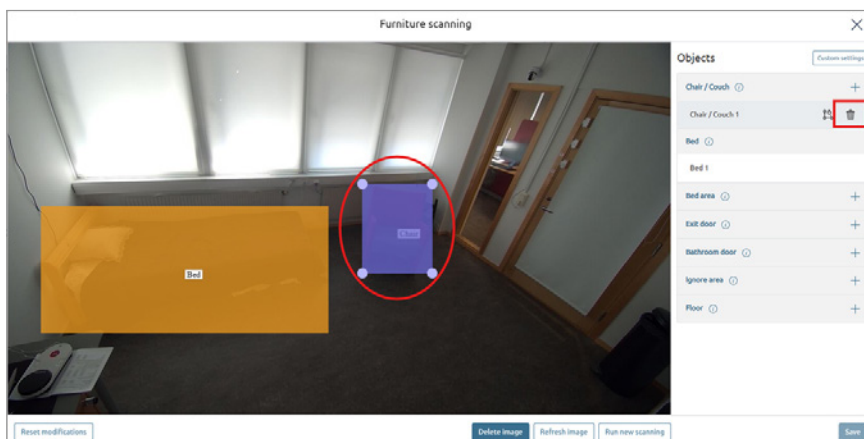 Furniture scanning
Objects
Custom settings
Chair / Couch
Chair / Couch 1
Bed
Bed 1
Bed area
Exit door
Bathroom door
Ignore area
Floor
Chair
Bed
Reset modifications
Delete image
Refresh image
Run new scanning
Save